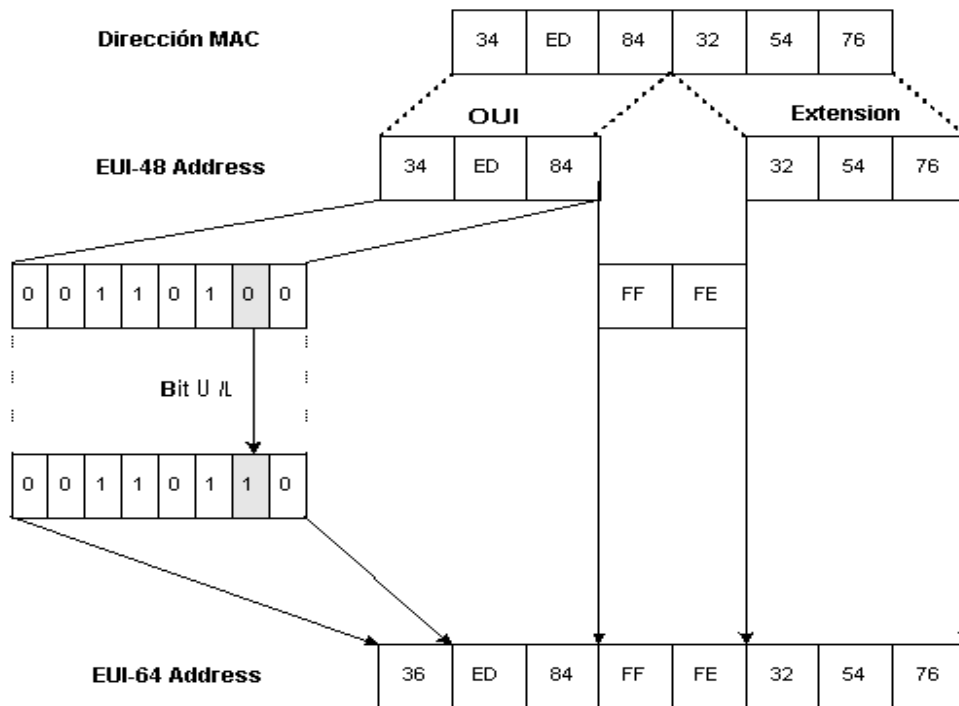 Dirección MAC 34 ED 84 32 54 76
OUI Extension
EUI-48 Address 34 ED 84 32 54 76
0 0 1 1 0 1 0 0 FF FE
Bit U /L
0 0 1 1 0 1 1 0
EUI-64 Address 36 ED 84 FF FE 32 54 76